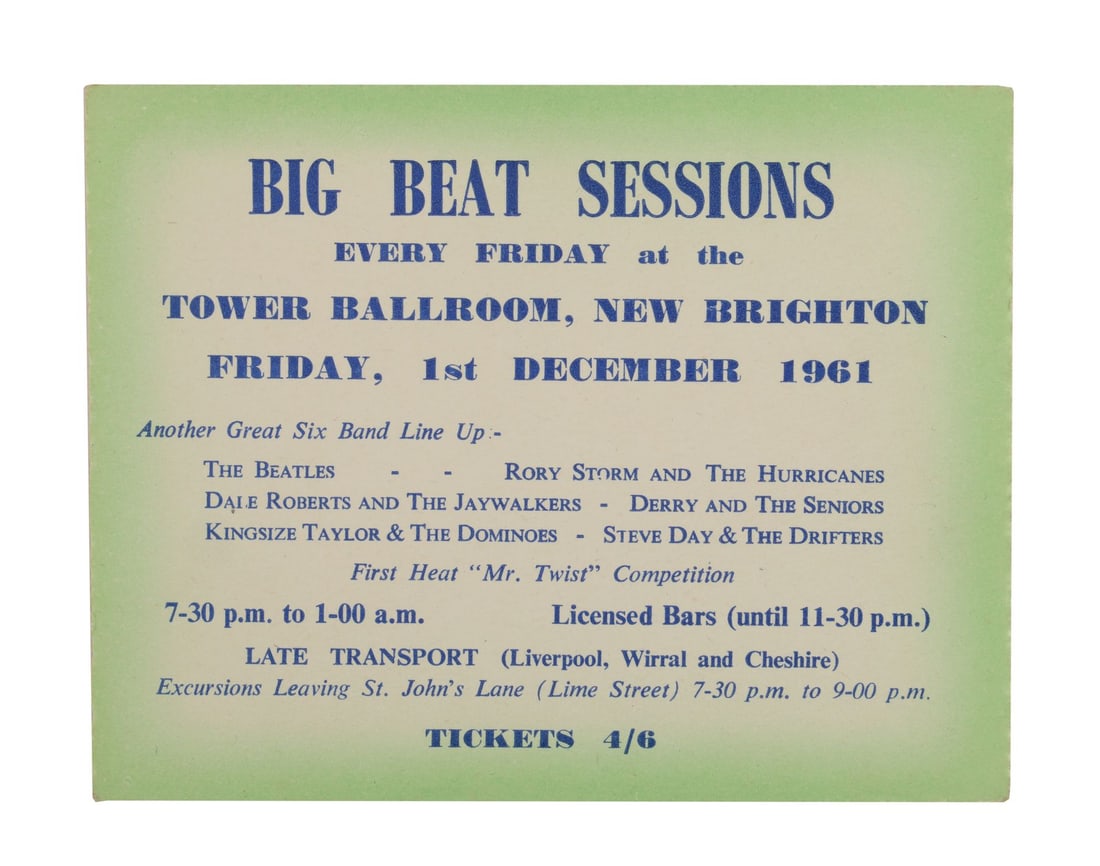 BIG BEAT SESSIONS
EVERY FRIDAY at the
TOWER BALLROOM, NEW BRIGHTON
FRIDAY, 1st DECEMBER 1961
Another Great Six Band Line Up:-
THE BEATLES - - RORY STORM AND THE HURRICANES
DALE ROBERTS AND THE JAYWALKERS - DERRY AND THE SENIORS
KINGSIZE TAYLOR & THE DOMINOES - STEVE DAY & THE DRIFTERS
First Heat "Mr. Twist" Competition
7-30 p.m. to 1-00 a.m. Licensed Bars (until 11-30 p.m.)
LATE TRANSPORT (Liverpool, Wirral and Cheshire)
Excursions Leaving St. John's Lane (Lime Street) 7-30 p.m. to 9-00 p.m.
TICKETS 4/6